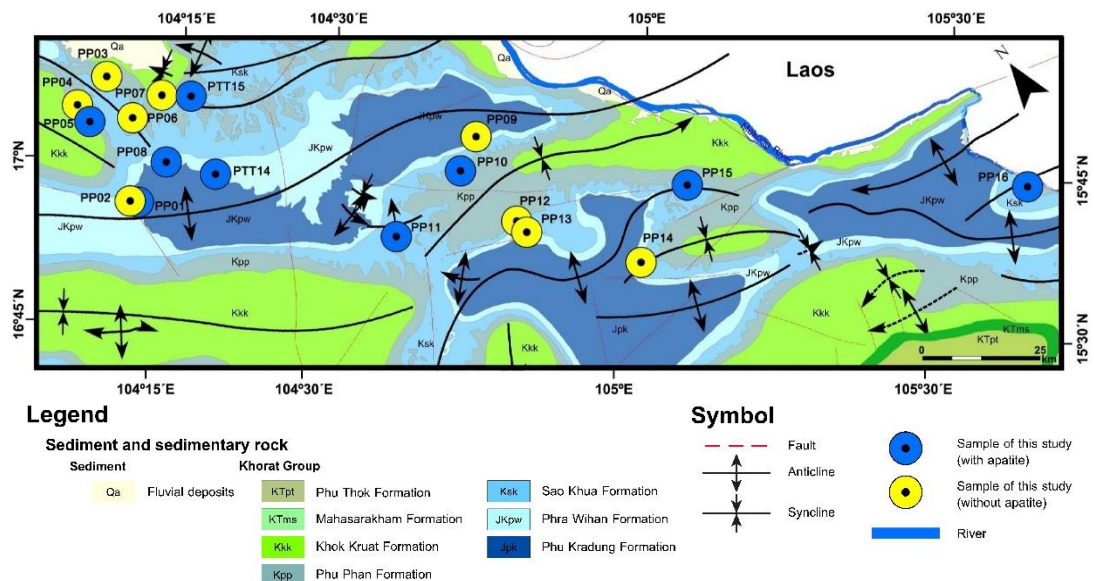 104°15'E 104°30'E 105°E 105°30'E
PP03
Qa
Qa
Laos
N
PP04
PP07
Ksk
PTT15
PP05
PP06
JKpw
Qa
PP09
Kkk
PP08
JKpw
17°N
PTT14
PP10
Kkk
PP15
PP16
15°45'N
PP02
PP01
JKpw
Kpp
Kpp
Ksk
JKpw
PP11
PP12
PP13
JKpw
Kpp
PP14
JKpw
Kpp
16°45'N
Kkk
Ksk
Kkk
Jpk
Kkk
KTms
KTpt
15°30'N
0 25
km
104°15'E 104°30'E 105°E 105°30'E
Legend
Sediment and sedimentary rock
Sediment
Khorat Group
Qa Fluvial deposits
KTpt Phu Thok Formation
KTms Mahasarakham Formation
Kkk Khok Kruat Formation
Kpp Phu Phan Formation
Ksk Sao Khua Formation
JKpw Phra Wihan Formation
Jpk Phu Kradung Formation
Symbol
Fault
Anticline
Syncline
Sample of this study
(with apatite)
Sample of this study
(without apatite)
River